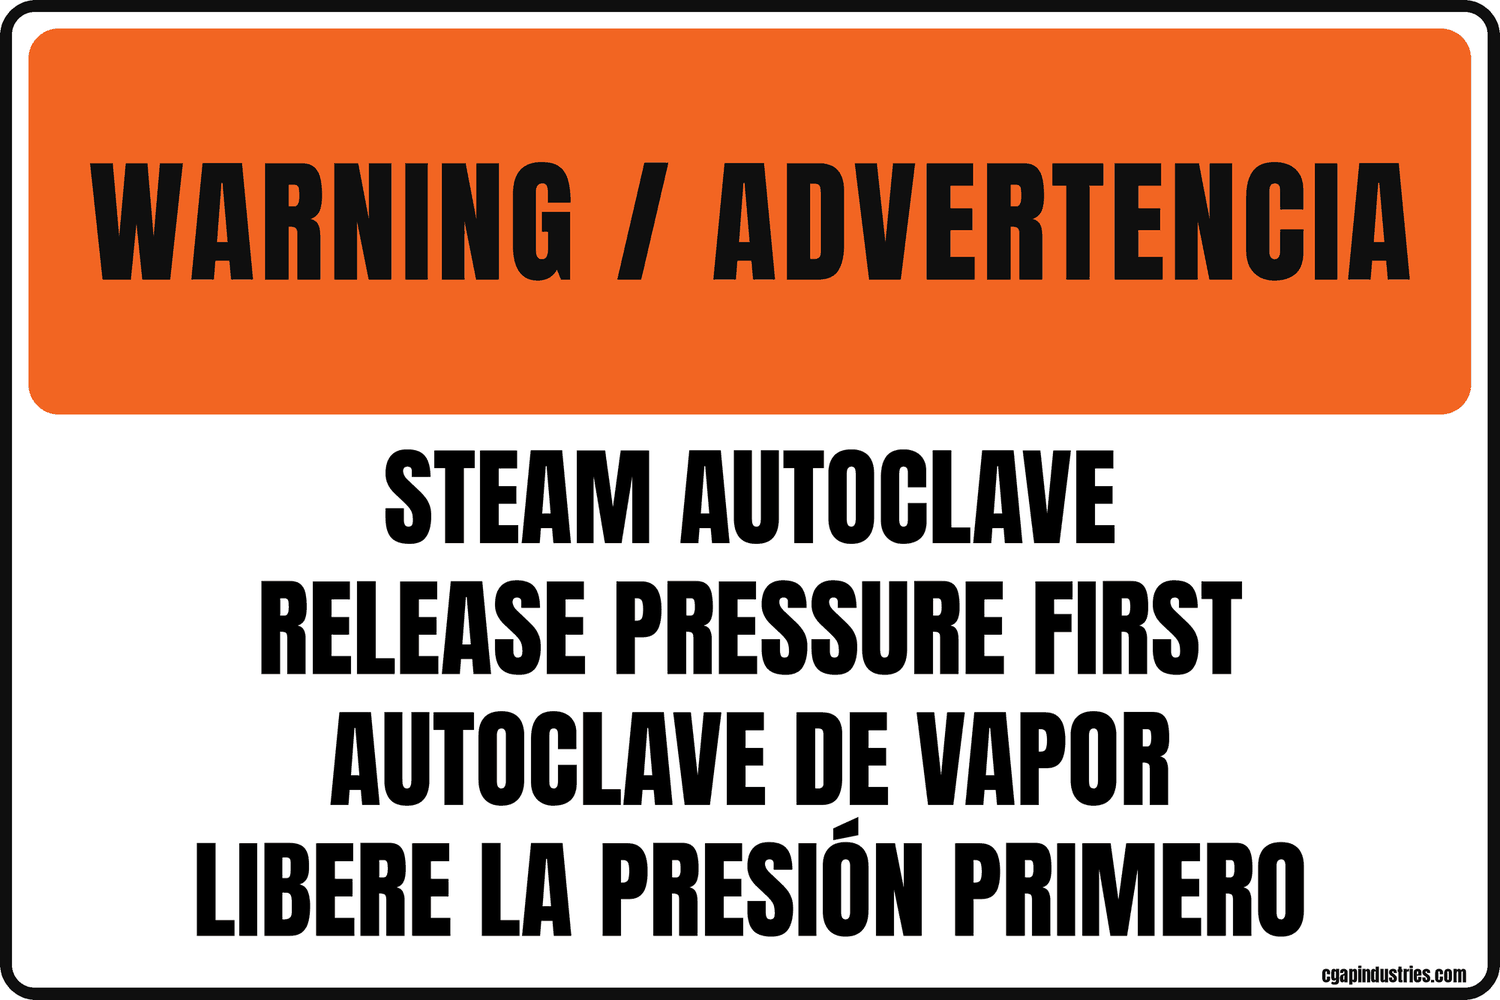 WARNING / ADVERTENCIA
STEAM AUTOCLAVE
RELEASE PRESSURE FIRST
AUTOCLAVE DE VAPOR
LIBERE LA PRESIÓN PRIMERO
cgapindustries.com